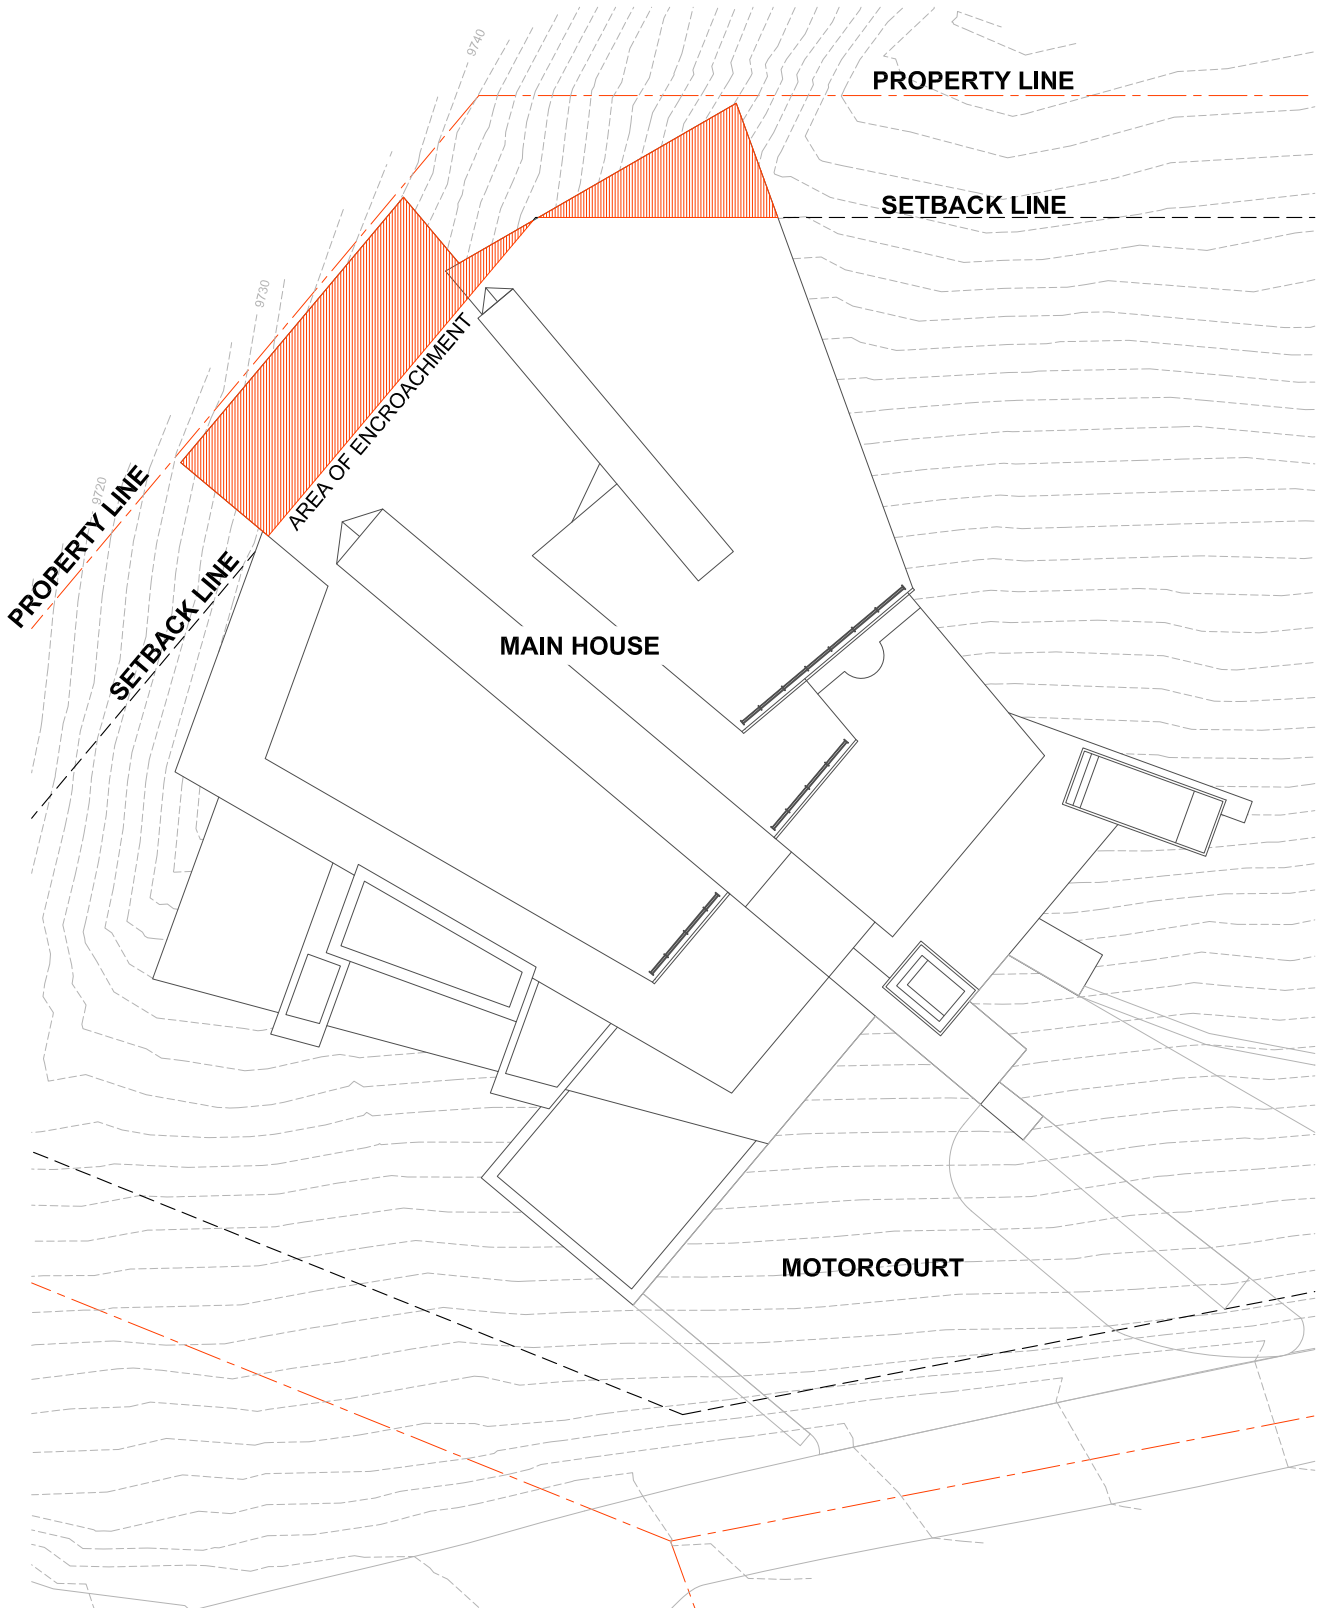 9740
PROPERTY LINE
SETBACK LINE
9730
AREA OF ENCROACHMENT
9720
PROPERTY LINE
SETBACK LINE
MAIN HOUSE
MOTORCOURT